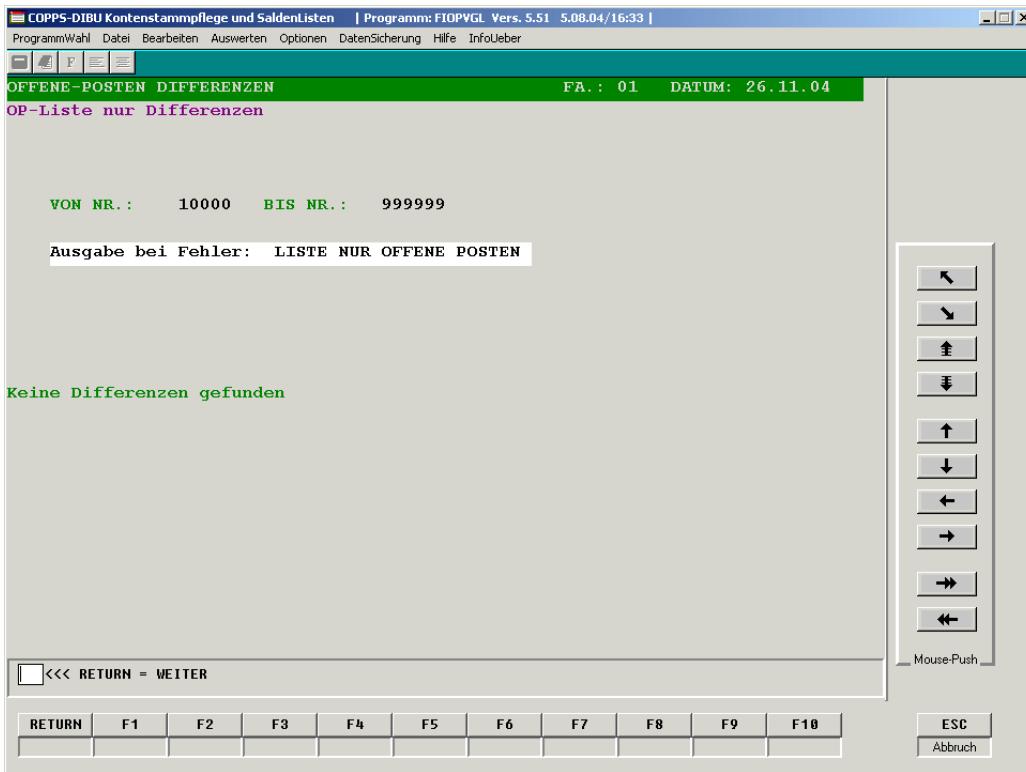 COPPS-DIBU Kontenstammpflege und SaldenListen | Programm: FIOPVGL Vers. 5.51 5.08.04/16:33 |
ProgrammWahl Datei Bearbeiten Auswerten Optionen DatenSicherung Hilfe InfoUeber
F
OFFENE-POSTEN DIFFERENZEN FA.: 01 DATUM: 26.11.04
OP-Liste nur Differenzen
VON NR.: 10000 BIS NR.: 999999
Ausgabe bei Fehler: LISTE NUR OFFENE POSTEN
Keine Differenzen gefunden
Mouse-Push
<<< RETURN = WEITER
RETURN F1 F2 F3 F4 F5 F6 F7 F8 F9 F10 ESC
Abbruch